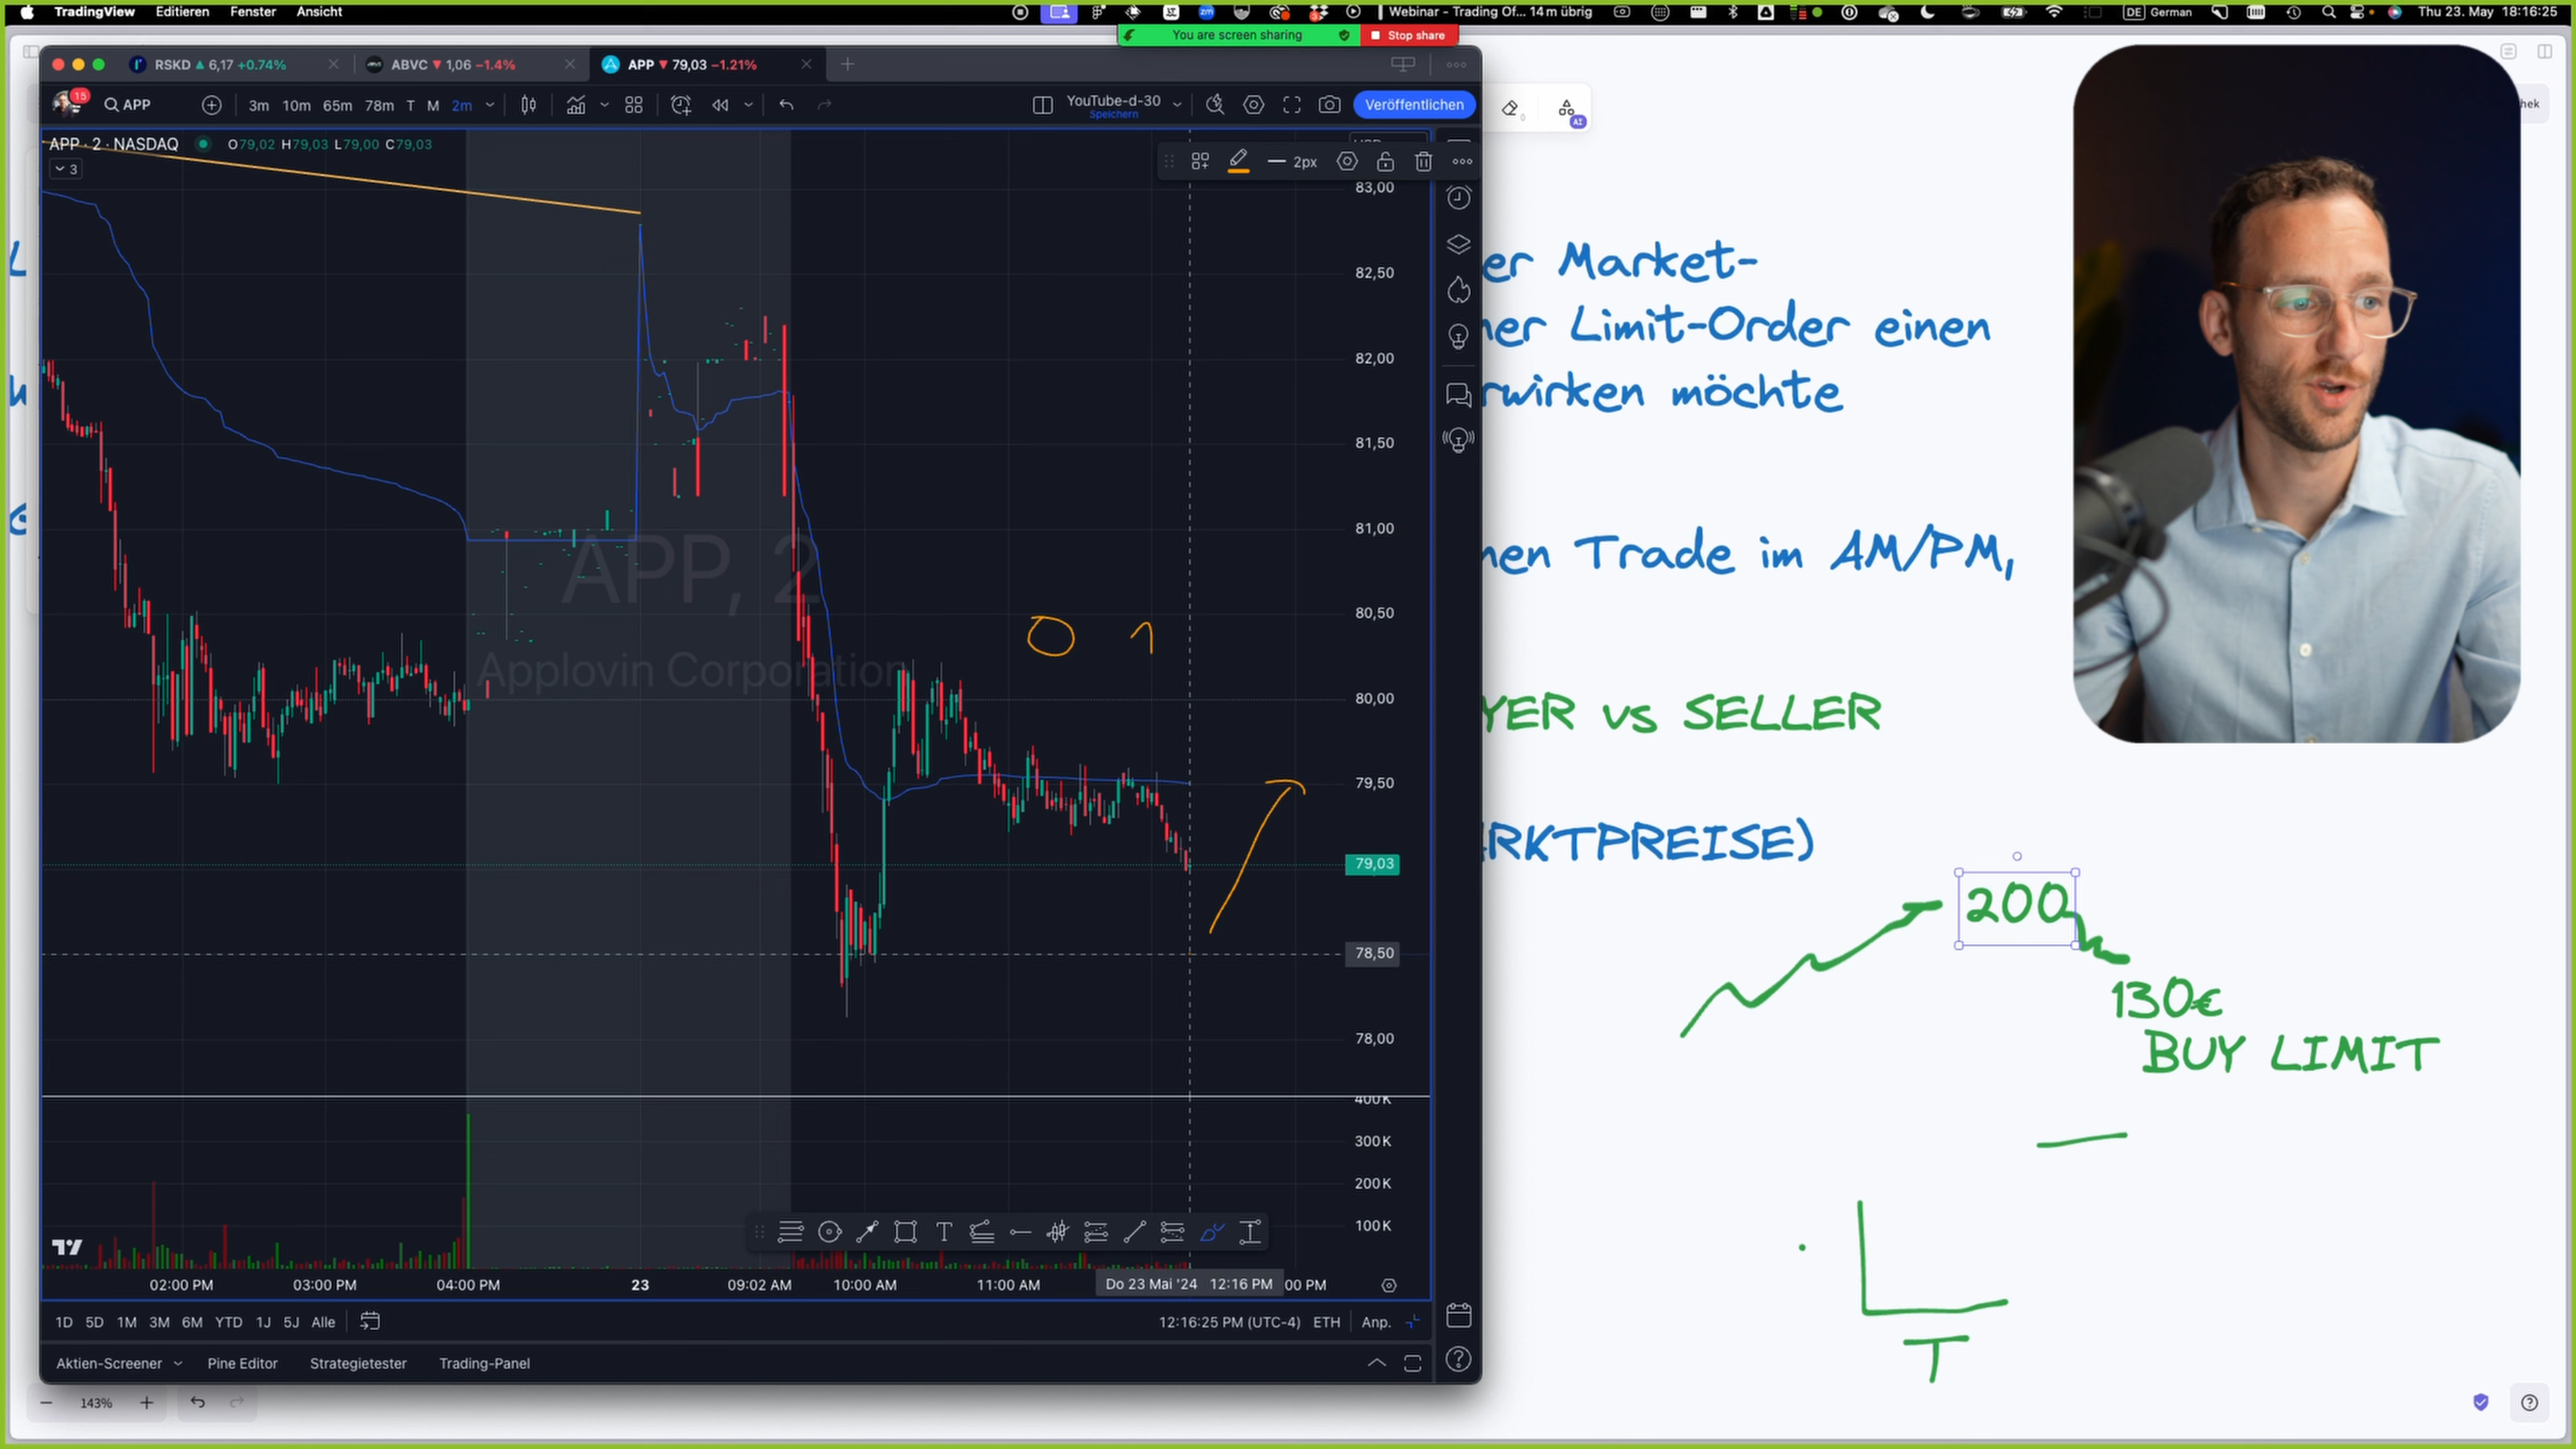 TradingView Editieren Fenster Ansicht
Webinar - Trading Of... 14 m übrig
DE German
Thu 23. May 18:16:25
You are screen sharing
Stop share
RSKD 6,17 +0.74%
ABVC 1,06 −1.4%
APP 79,03 −1.21%
15
APP
3m 10m 65m 78m T M 2m
YouTube-d-30
Speichern
Veröffentlichen
AI
hek
APP · 2 · NASDAQ
O79,02 H79,03 L79,00 C79,03
3
2px
83,00
82,50
82,00
81,50
81,00
80,50
80,00
79,50
79,03
78,50
78,00
400K
300K
200K
100K
APP, 2
Applovin Corporation
0 1
02:00 PM 03:00 PM 04:00 PM 23 09:02 AM 10:00 AM 11:00 AM Do 23 Mai '24 12:16 PM 00 PM
1D 5D 1M 3M 6M YTD 1J 5J Alle
12:16:25 PM (UTC-4) ETH Anp.
Aktien-Screener Pine Editor Strategietester Trading-Panel
143%
er Market-
ner Limit-Order einen
rwirken möchte
nen Trade im AM/PM,
YER vs SELLER
RKTPREISE)
200
130€
BUY LIMIT
T